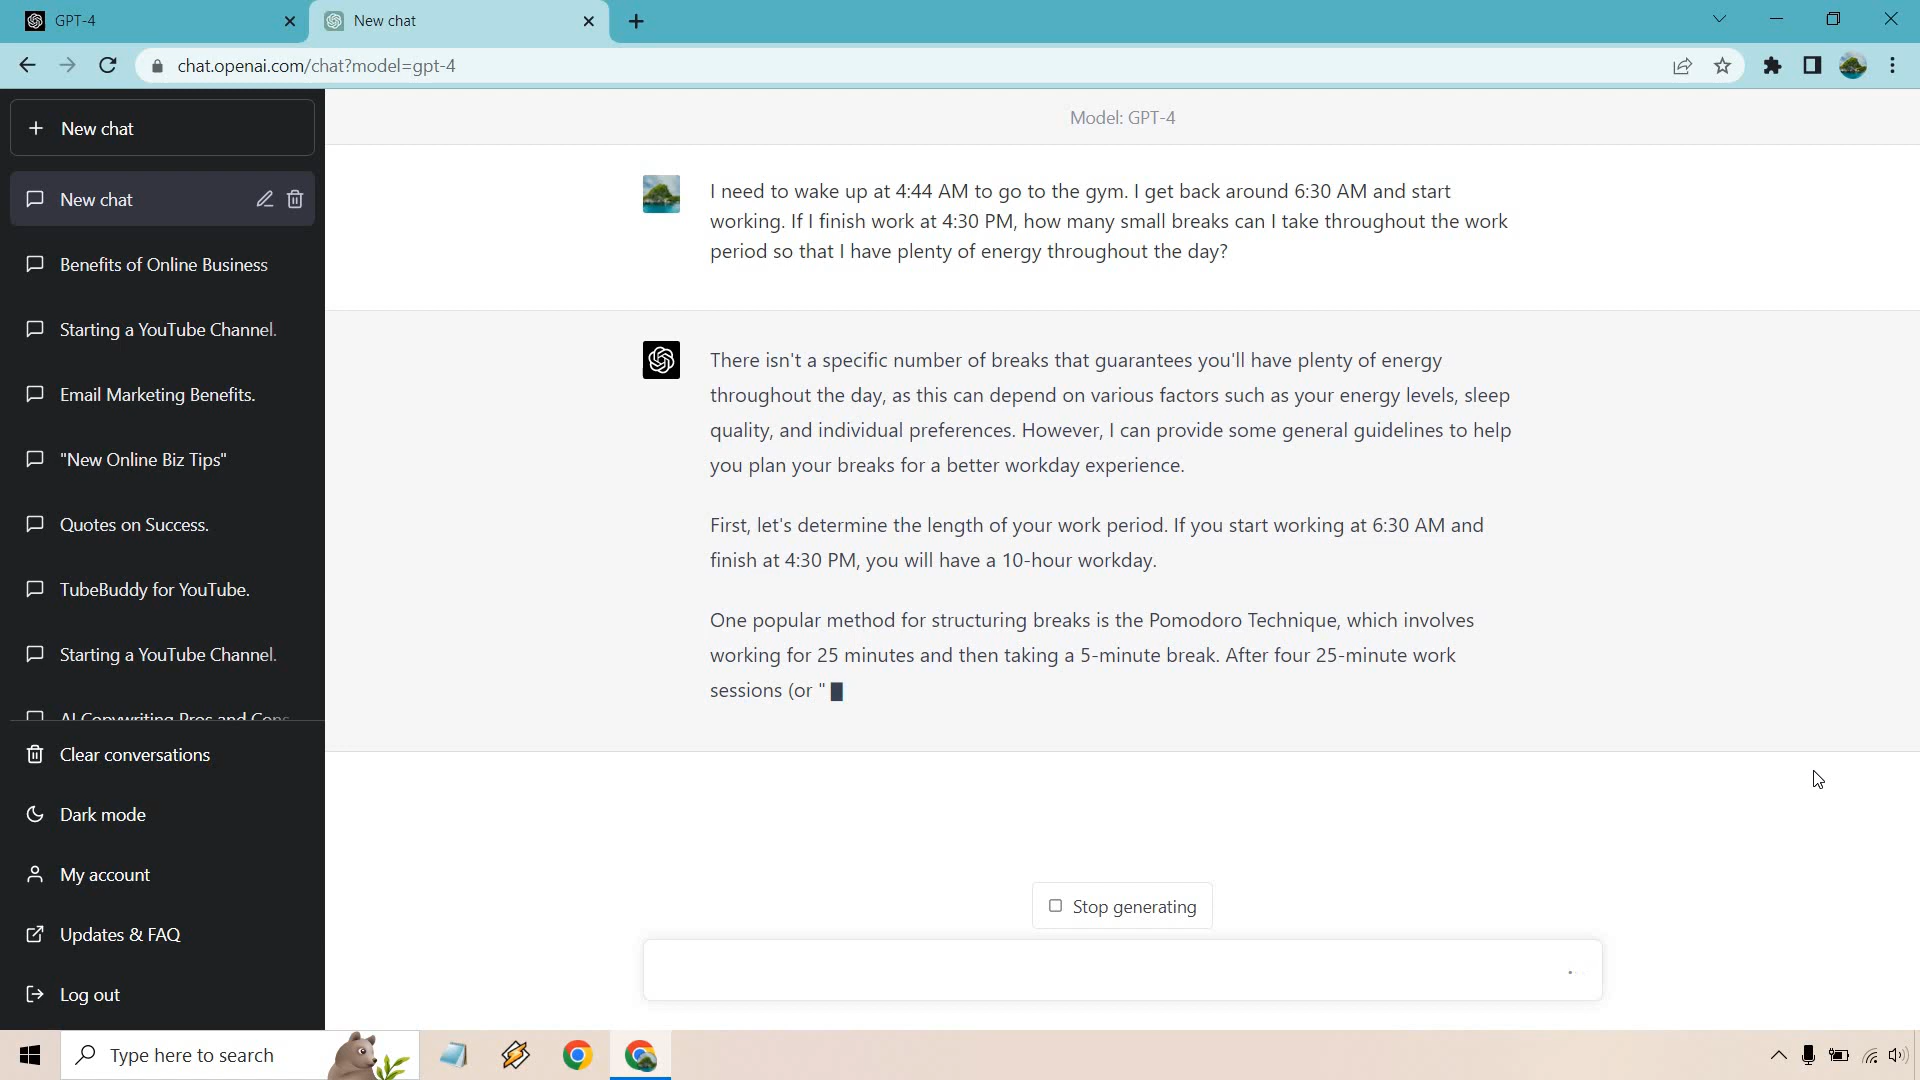 GPT-4
New chat
chat.openai.com/chat?model=gpt-4
New chat
New chat
Benefits of Online Business
Starting a YouTube Channel.
Email Marketing Benefits.
"New Online Biz Tips"
Quotes on Success.
TubeBuddy for YouTube.
Starting a YouTube Channel.
AI Copywriting Pros and Cons
Clear conversations
Dark mode
My account
Updates & FAQ
Log out
Model: GPT-4
I need to wake up at 4:44 AM to go to the gym. I get back around 6:30 AM and start
working. If I finish work at 4:30 PM, how many small breaks can I take throughout the work
period so that I have plenty of energy throughout the day?
There isn't a specific number of breaks that guarantees you'll have plenty of energy
throughout the day, as this can depend on various factors such as your energy levels, sleep
quality, and individual preferences. However, I can provide some general guidelines to help
you plan your breaks for a better workday experience.
First, let's determine the length of your work period. If you start working at 6:30 AM and
finish at 4:30 PM, you will have a 10-hour workday.
One popular method for structuring breaks is the Pomodoro Technique, which involves
working for 25 minutes and then taking a 5-minute break. After four 25-minute work
sessions (or "
Stop generating
Type here to search